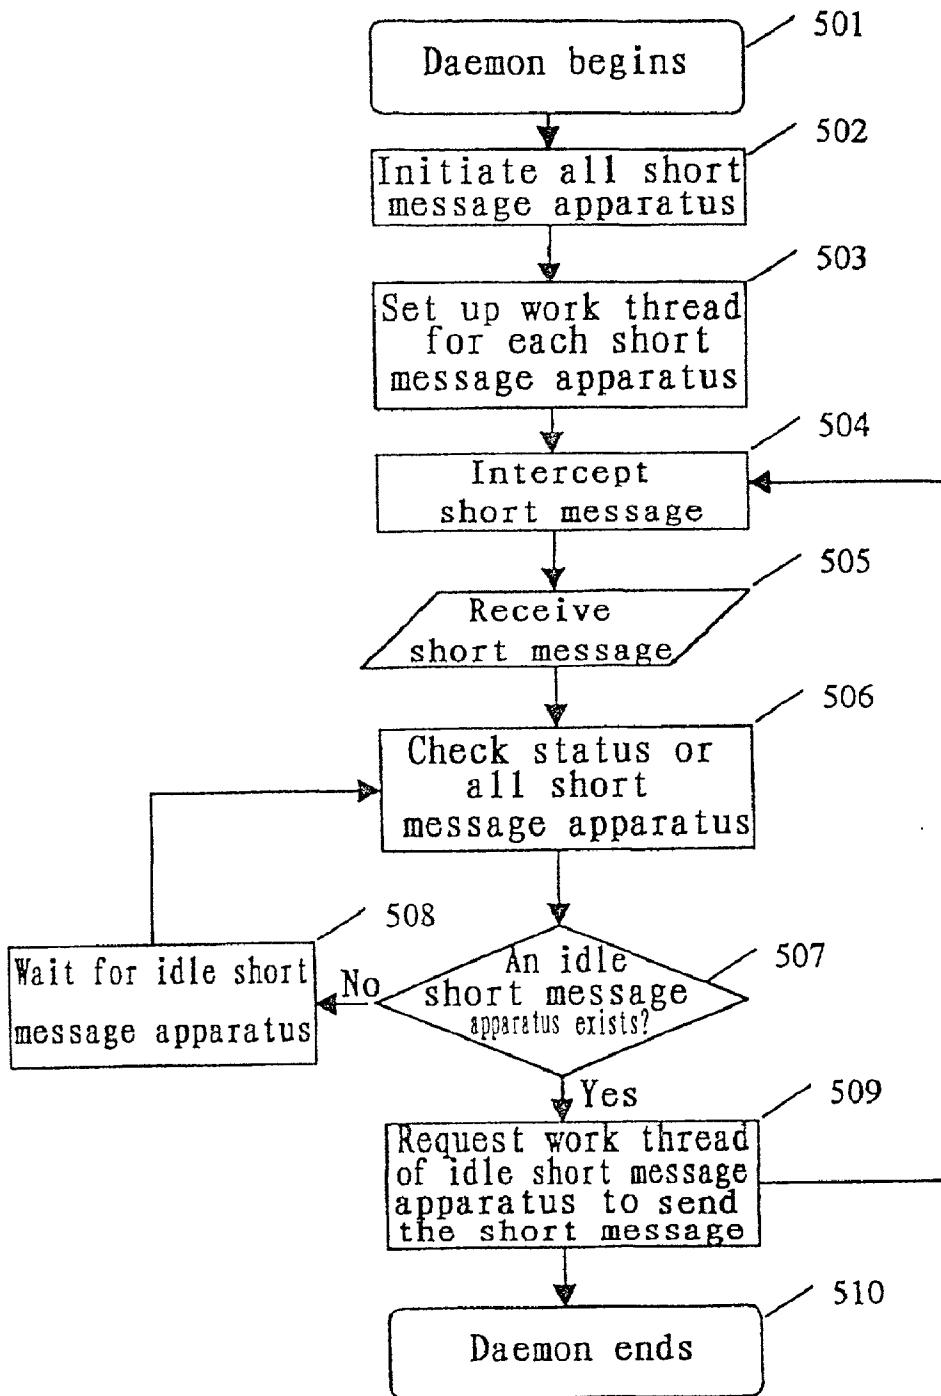 501
Daemon begins
502
Initiate all short
message apparatus
503
Set up work thread
for each short
message apparatus
504
Intercept
short message
505
Receive
short message
506
Check status or
all short
message apparatus
508
Wait for idle short
message apparatus
No
507
An idle
short message
apparatus exists?
Yes
509
Request work thread
of idle short message
apparatus to send
the short message
510
Daemon ends